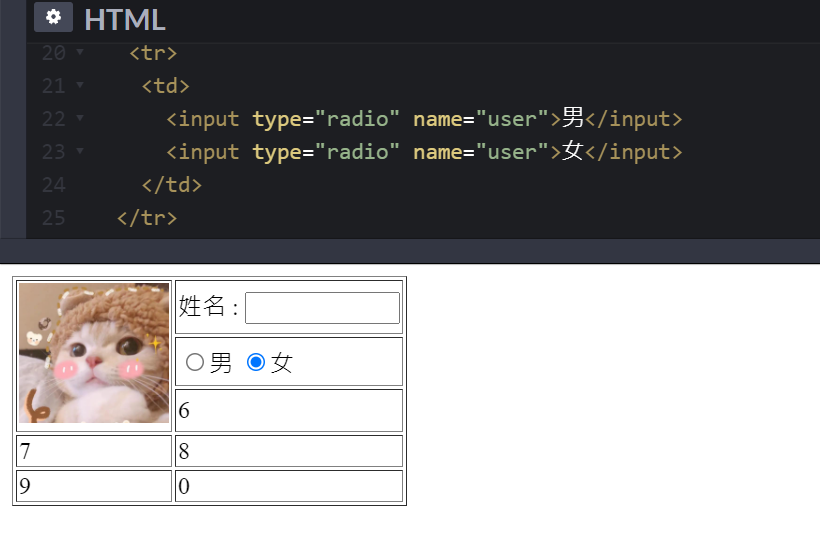 HTML
20 <tr>
21 <td>
22 <input type="radio" name="user">男</input>
23 <input type="radio" name="user">女</input>
24 </td>
25 </tr>
姓名 :
男 女
6
7 8
9 0